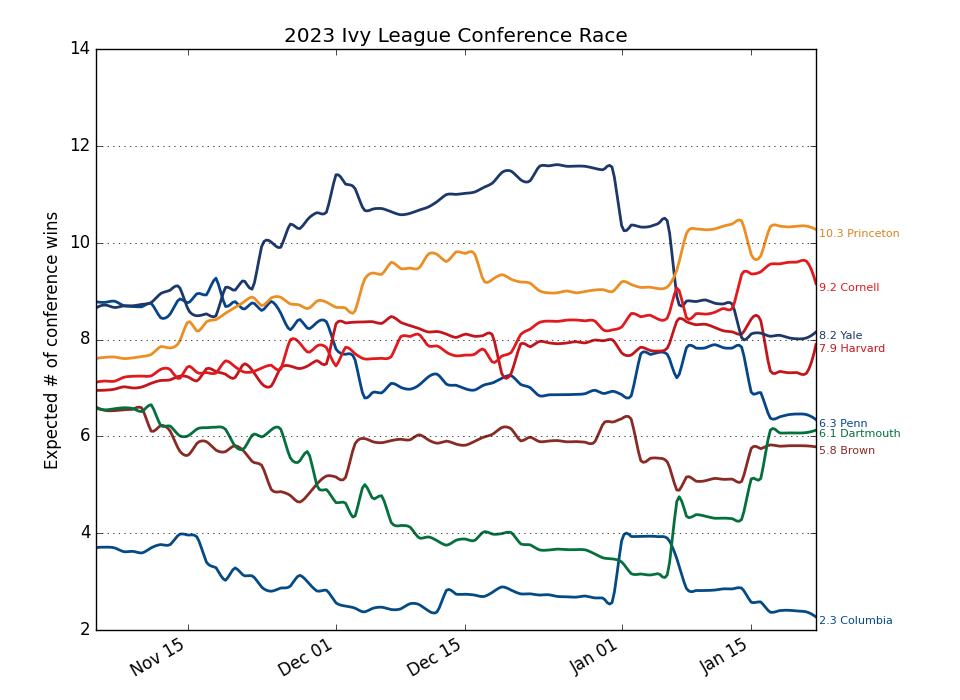 2023 Ivy League Conference Race
Expected # of conference wins
14
12
10
8
6
4
2
10.3 Princeton
9.2 Cornell
8.2 Yale
7.9 Harvard
6.3 Penn
6.1 Dartmouth
5.8 Brown
2.3 Columbia
Nov 15
Dec 01
Dec 15
Jan 01
Jan 15